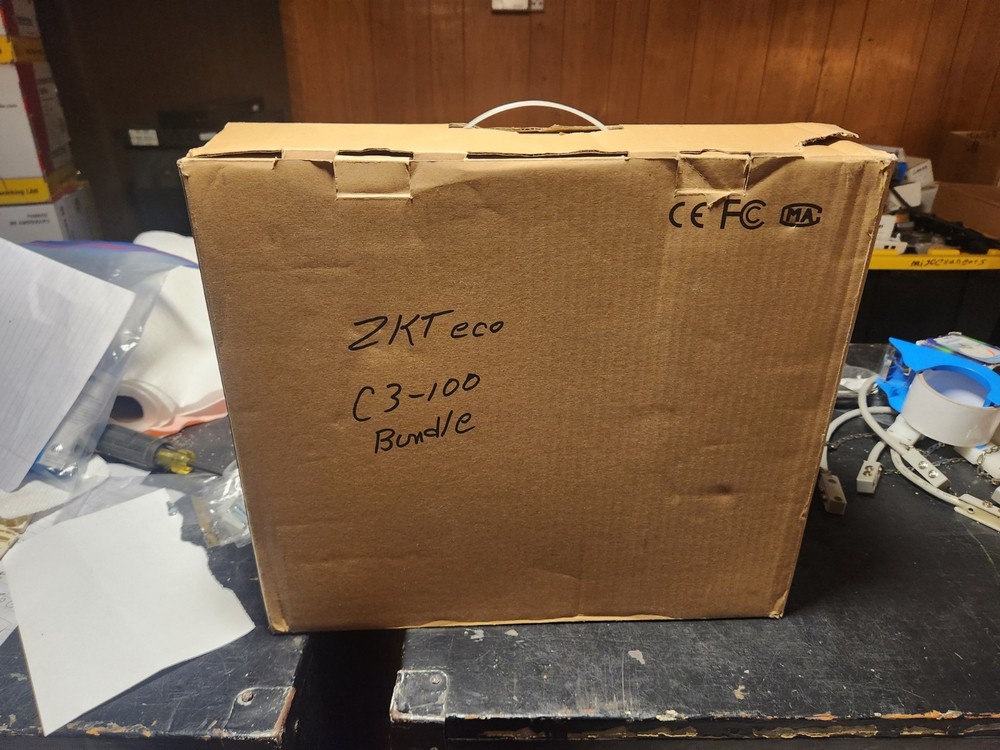 CE FC MA
ZKTeco
C3-100
Bundle